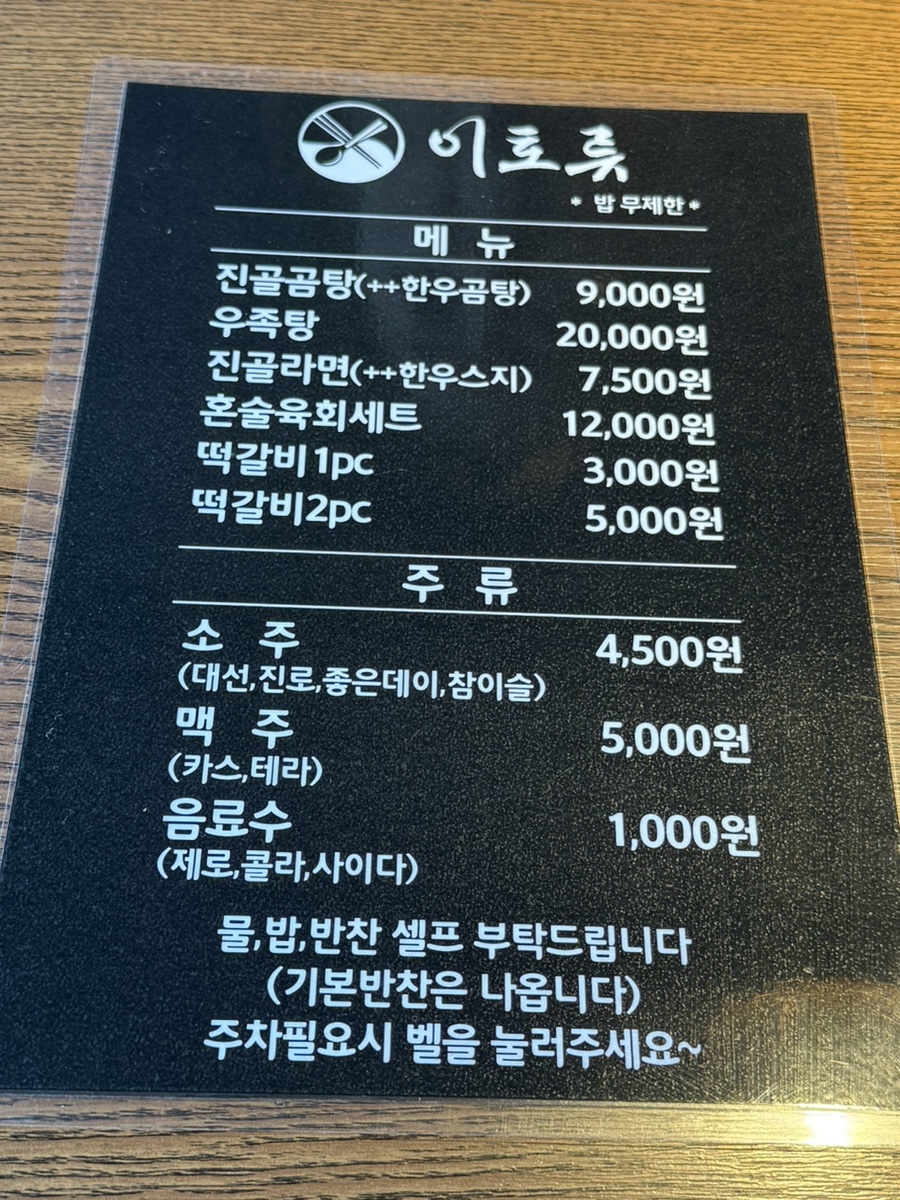 이토릇
* 밥 무제한 *
메 뉴
진골곰탕(++한우곰탕) 9,000원
우족탕 20,000원
진골라면(++한우스지) 7,500원
혼술육회세트 12,000원
떡갈비1pc 3,000원
떡갈비2pc 5,000원
주 류
소 주 4,500원
(대선,진로,좋은데이,참이슬)
맥 주 5,000원
(카스,테라)
음료수 1,000원
(제로,콜라,사이다)
물,밥,반찬 셀프 부탁드립니다
(기본반찬은 나옵니다)
주차필요시 벨을 눌러주세요~